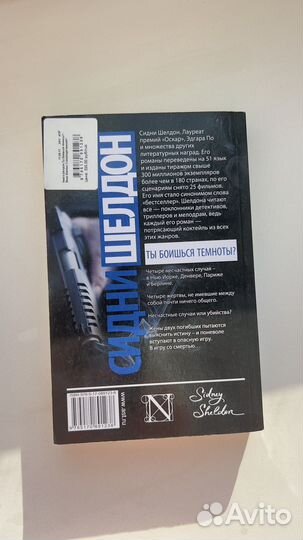 СИДНИ ШЕЛДОН
Сидни Шелдон. Лауреат
премий «Оскар», Эдгара По
и множества других
литературных наград. Его
романы переведены на 51 язык
и изданы тиражом свыше
300 миллионов экземпляров
более чем в 180 странах, по его
сценариям снято 25 фильмов.
Его имя стало синонимом слова
«бестселлер». Шелдона читают
все — поклонники детективов,
триллеров и мелодрам, ведь
каждый его роман —
потрясающий коктейль из всех
этих жанров.
ТЫ БОИШЬСЯ ТЕМНОТЫ?
Четыре несчастных случая –
в Нью-Йорке, Денвере, Париже
и Берлине.
Четыре жертвы, не имевшие между
собой почти ничего общего.
Несчастные случаи или убийства?
Жены двух погибших пытаются
выяснить истину – и поневоле
вступают в опасную игру.
В игру со смертью...
www.ast.ru
N
Sidney
Sheldon
Avito